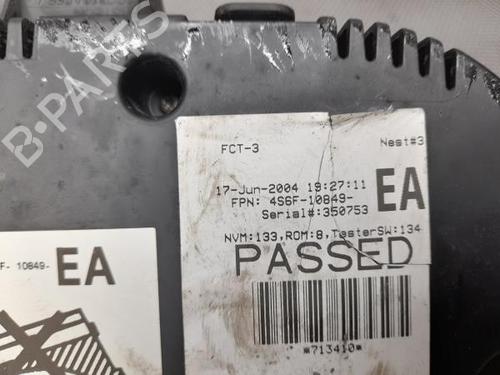 B-PARTS
FCT-3
Nest#3
17-Jun-2004 19:27:11
FPN: 4S6F-10849-
EA
Serial#:350753
NVM:133,ROM:8,TesterSW:134
PASSED
*713410*
F- 10849- EA